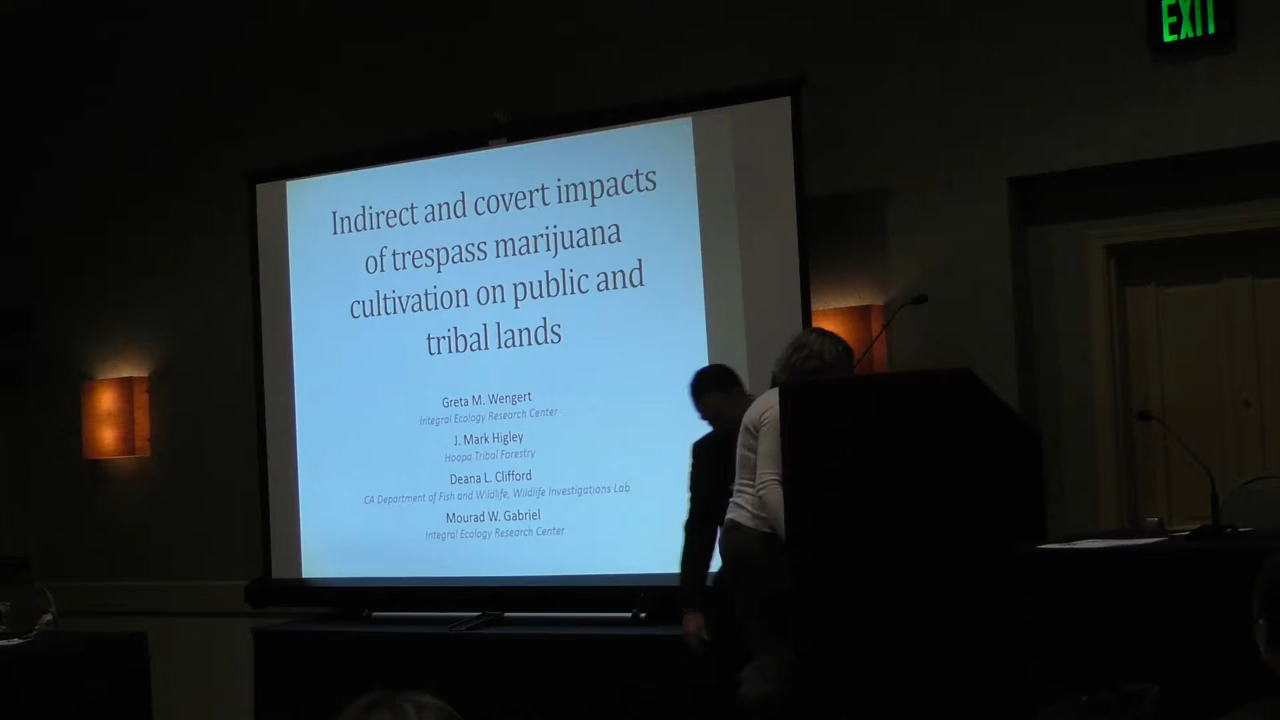 EXIT
Indirect and covert impacts
of trespass marijuana
cultivation on public and
tribal lands
Greta M. Wengert
Integral Ecology Research Center
J. Mark Higley
Hoopa Tribal Forestry
Deana L. Clifford
CA Department of Fish and Wildlife, Wildlife Investigations Lab
Mourad W. Gabriel
Integral Ecology Research Center